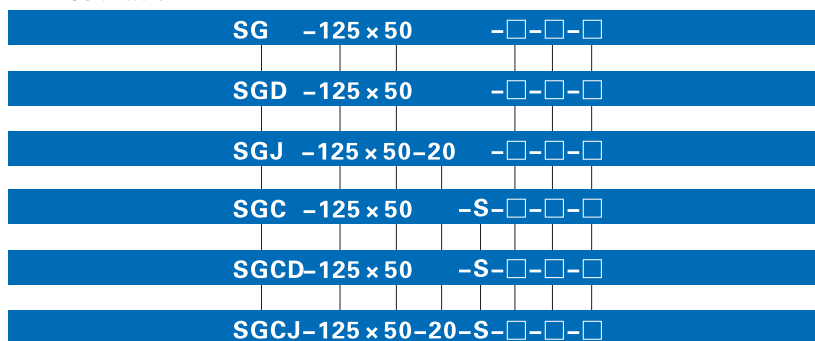 SG -125×50 -□-□-□
SGD -125×50 -□-□-□
SGJ -125×50-20 -□-□-□
SGC -125×50 -S-□-□-□
SGCD-125×50 -S-□-□-□
SGCJ-125×50-20-S-□-□-□